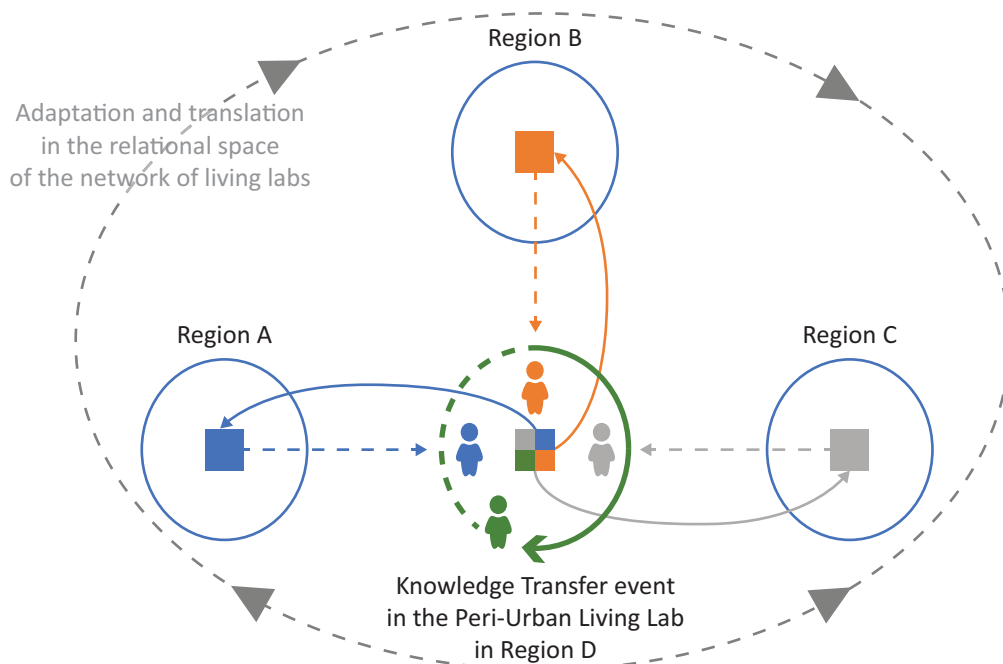 Region B
Adaptation and translation
in the relational space
of the network of living labs
Region A
Region C
Knowledge Transfer event
in the Peri-Urban Living Lab
in Region D